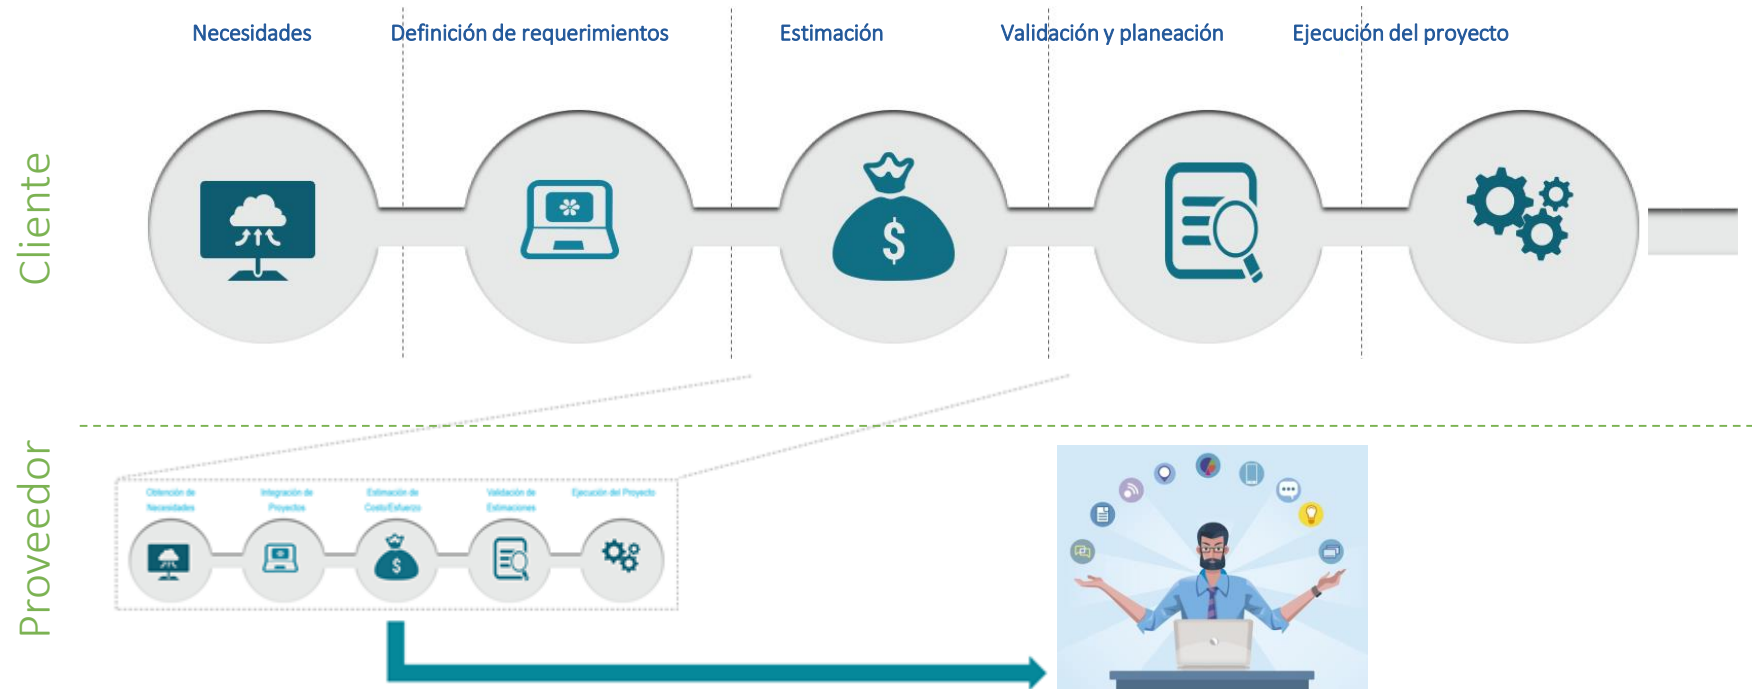 Necesidades
Definición de requerimientos
Estimación
Validación y planeación
Ejecución del proyecto
Cliente
$
Proveedor
Obtención de
Necesidades
Integración de
Proyectos
Estimación de
Costo/Esfuerzo
Validación de
Estimaciones
Ejecución del Proyecto
$